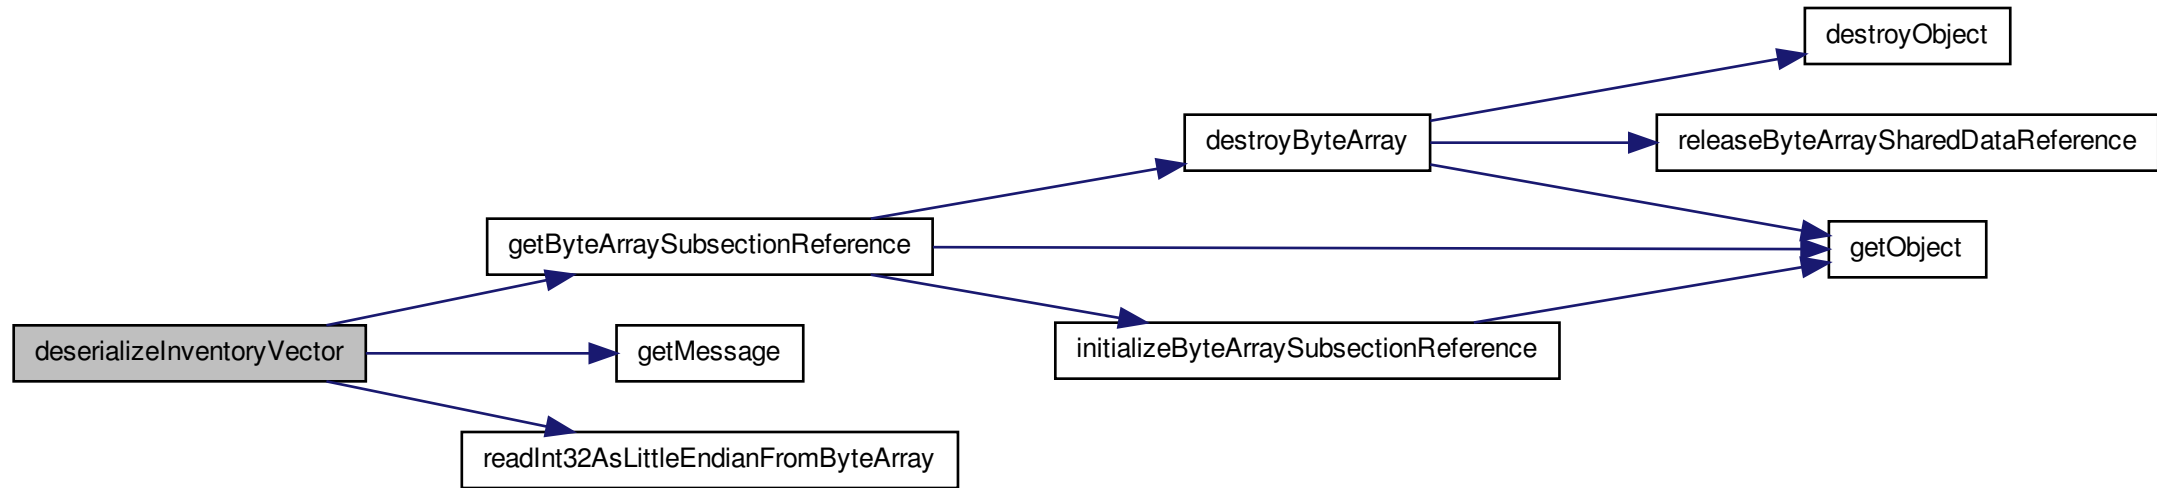 destroyObject
destroyByteArray
releaseByteArraySharedDataReference
getByteArraySubsectionReference
getObject
deserializeInventoryVector
getMessage
initializeByteArraySubsectionReference
readInt32AsLittleEndianFromByteArray